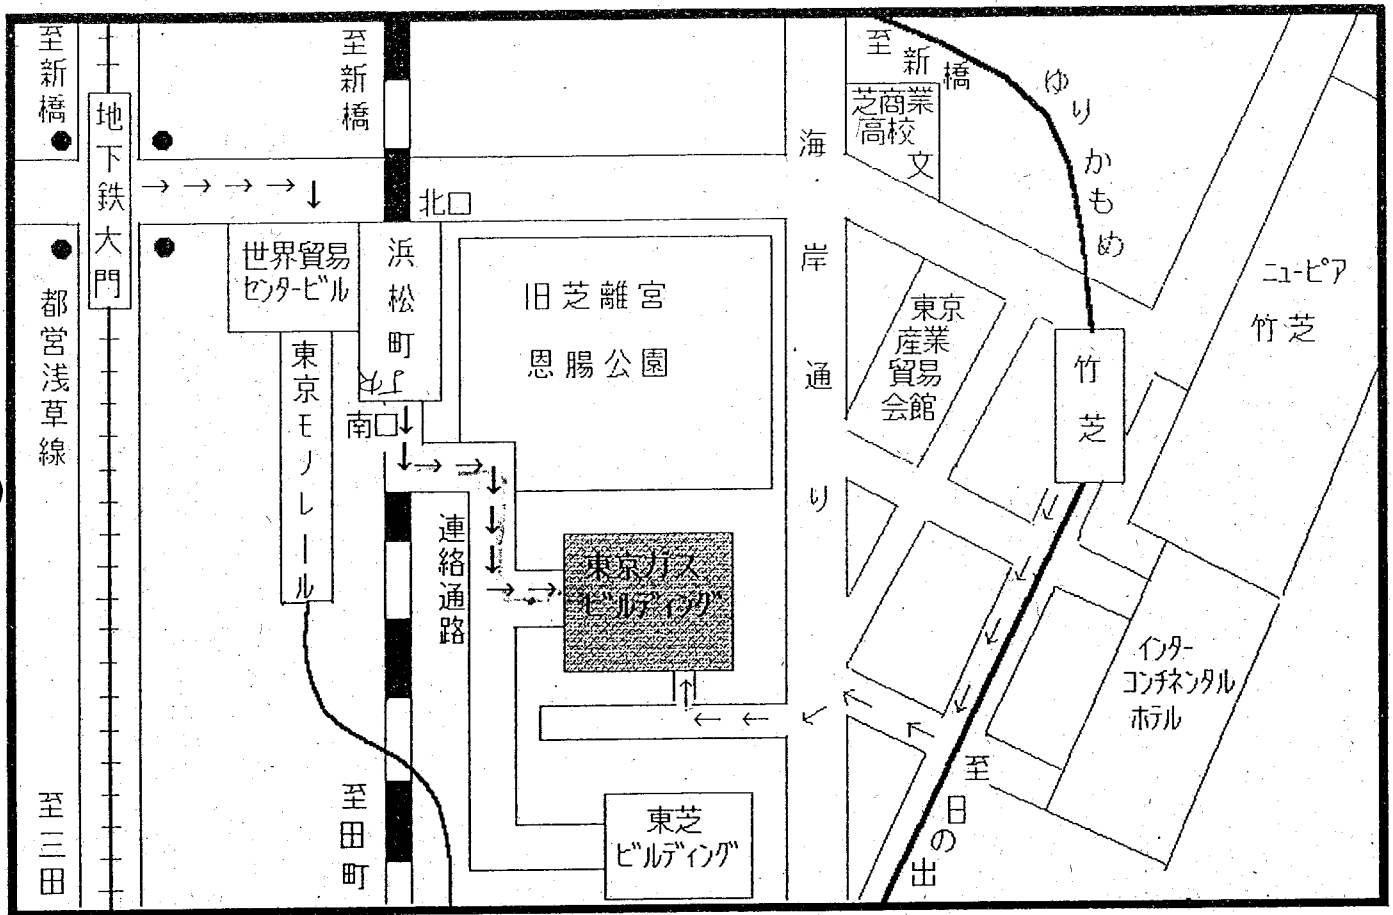 至新橋
地下鉄大門
都営浅草線
至三田
至新橋
北口
世界貿易
センタービル
浜松町
JR
東京モノレール
南口
連絡通路
至田町
旧芝離宮
恩腸公園
東京ガス
ビルディング
東芝
ビルディング
海岸通り
至新橋
ゆりかもめ
芝商業
高校
文
東京
産業
貿易
会館
竹芝
ニューピア
竹芝
インター
コンチネンタル
ホテル
至日の出